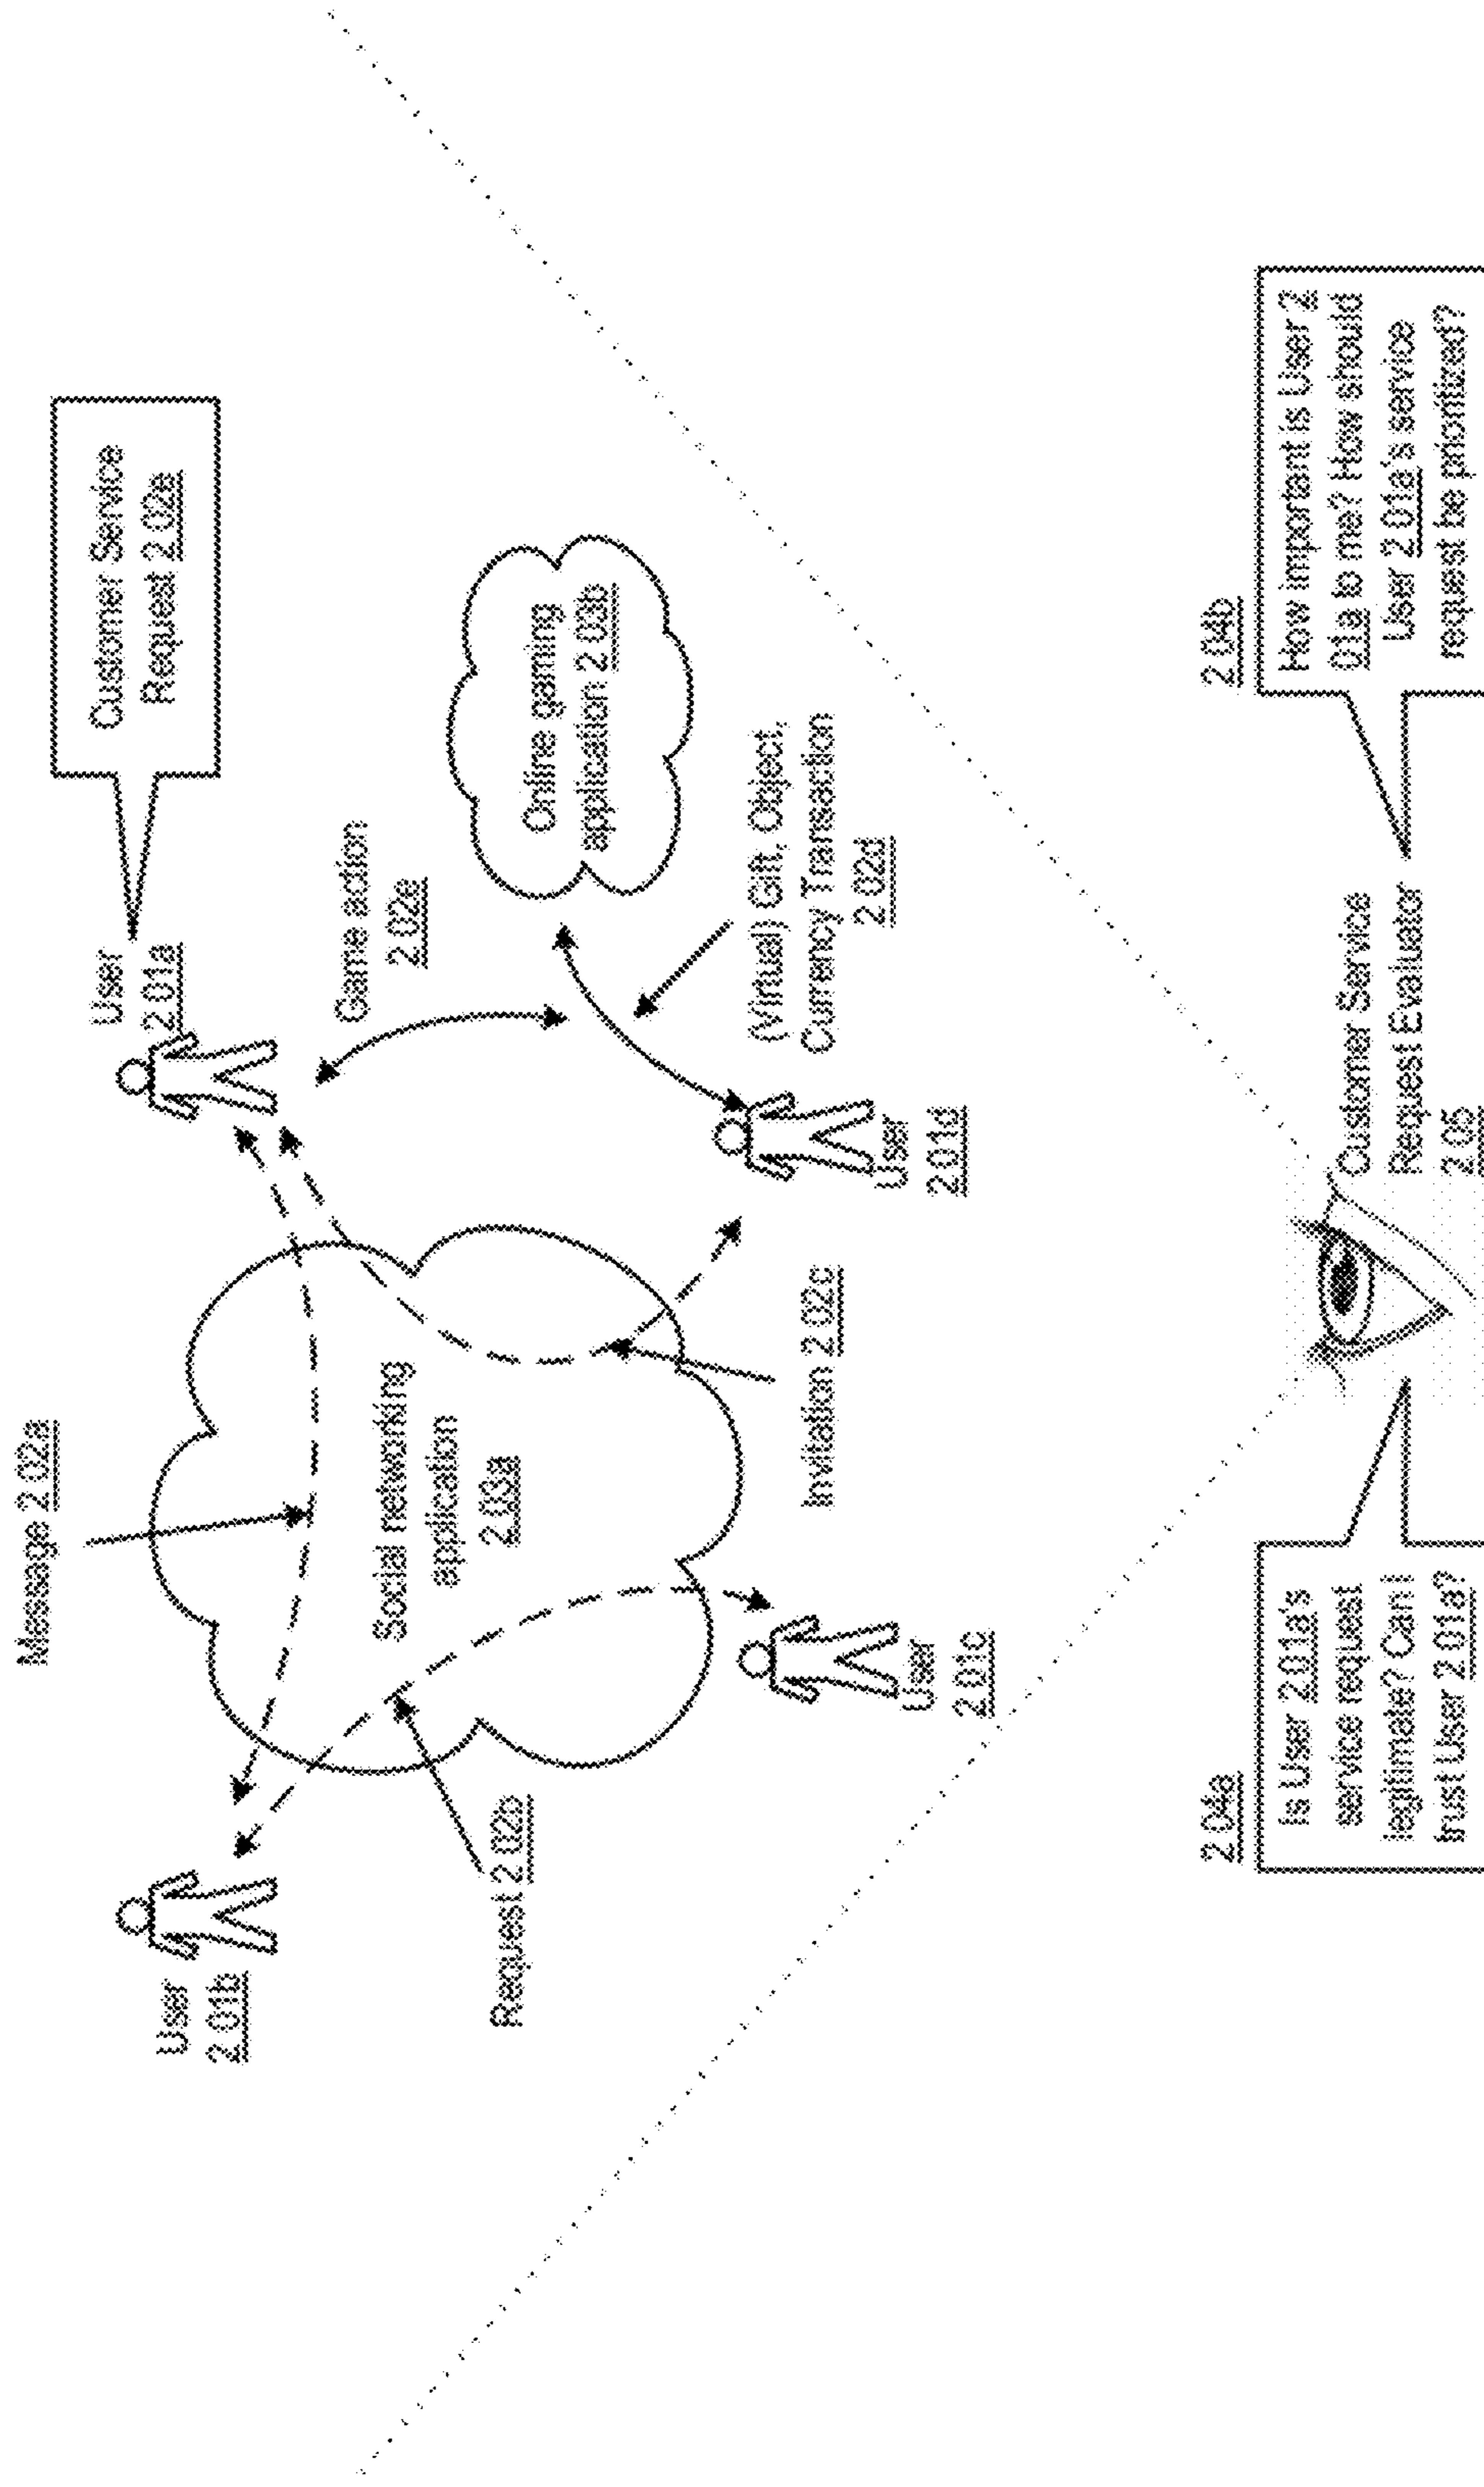 Message 2 02a
User
2 01b
User
2 01a
Customer Service
Request 2 02e
Game action
2 02e
Social networking
application
2 03a
Online gaming
application 2 03b
Request 2 02b
Invitation 2 02c
(Virtual) Gift, Object,
Currency Transaction
2 02d
User
2 01c
User
2 01d
2 04a
Is User 2 01a's
service request
legitimate? Can I
trust User 2 01a?
Customer Service
Request Evaluator
2 05
2 04b
How important is User 2
01a to me? How should
User 2 01a's service
request be prioritized?